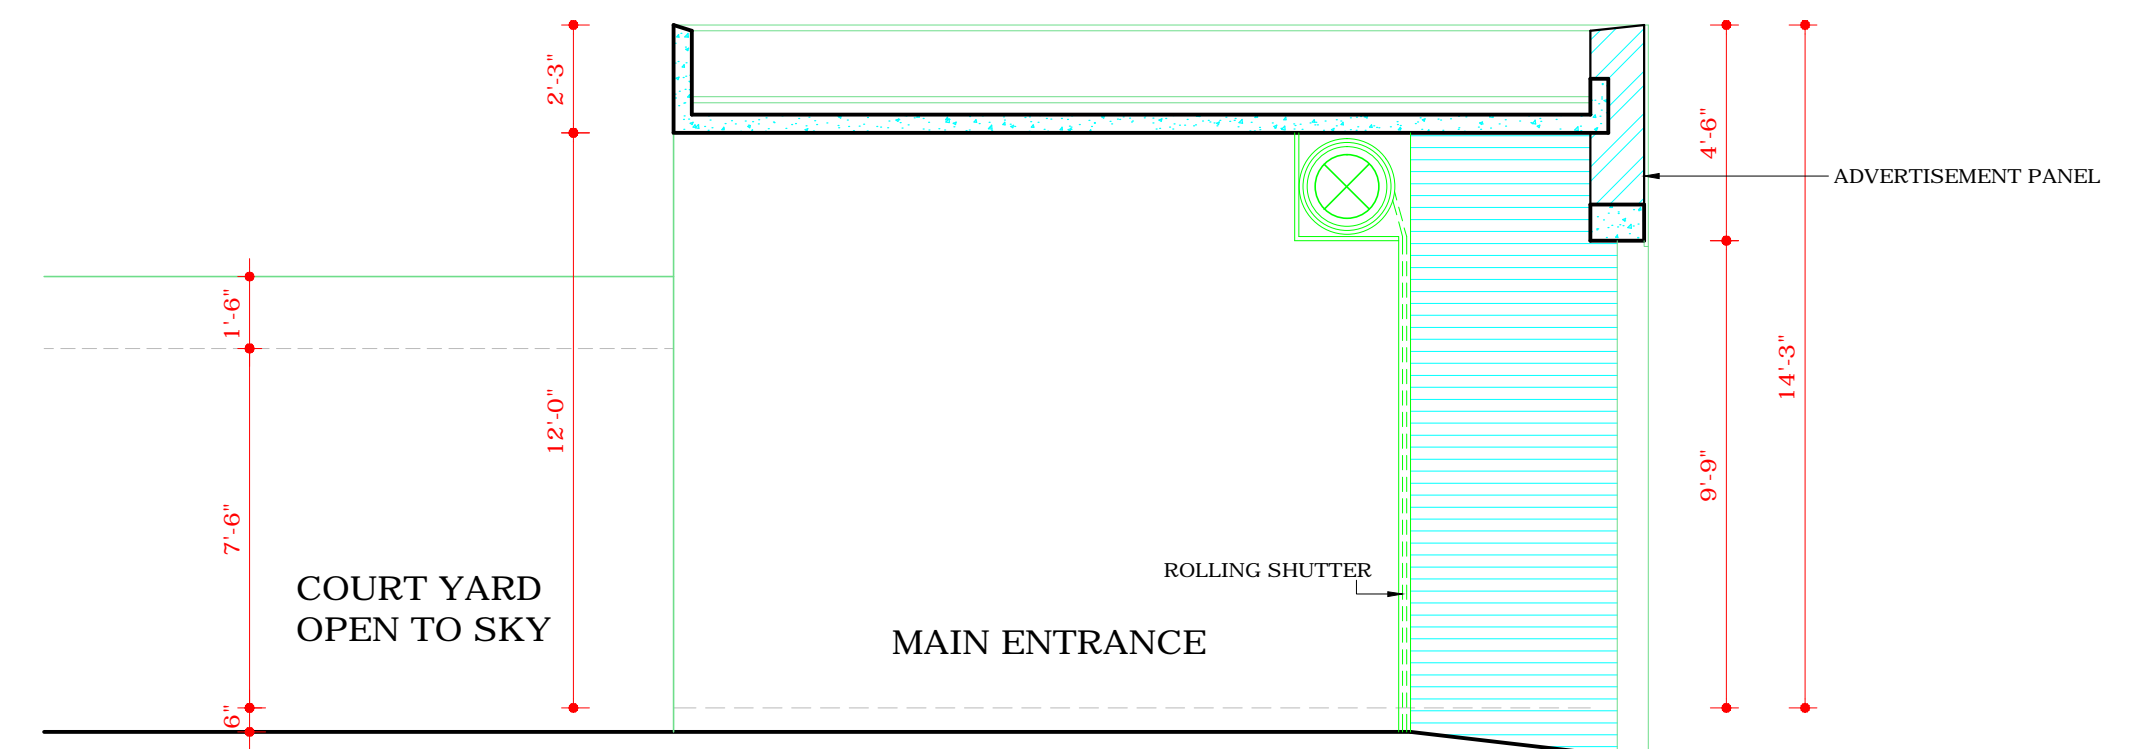 2'-3"
4'-6"
ADVERTISEMENT PANEL
1'-6"
14'-3"
12'-0"
9'-9"
7'-6"
ROLLING SHUTTER
COURT YARD
OPEN TO SKY
MAIN ENTRANCE
6"